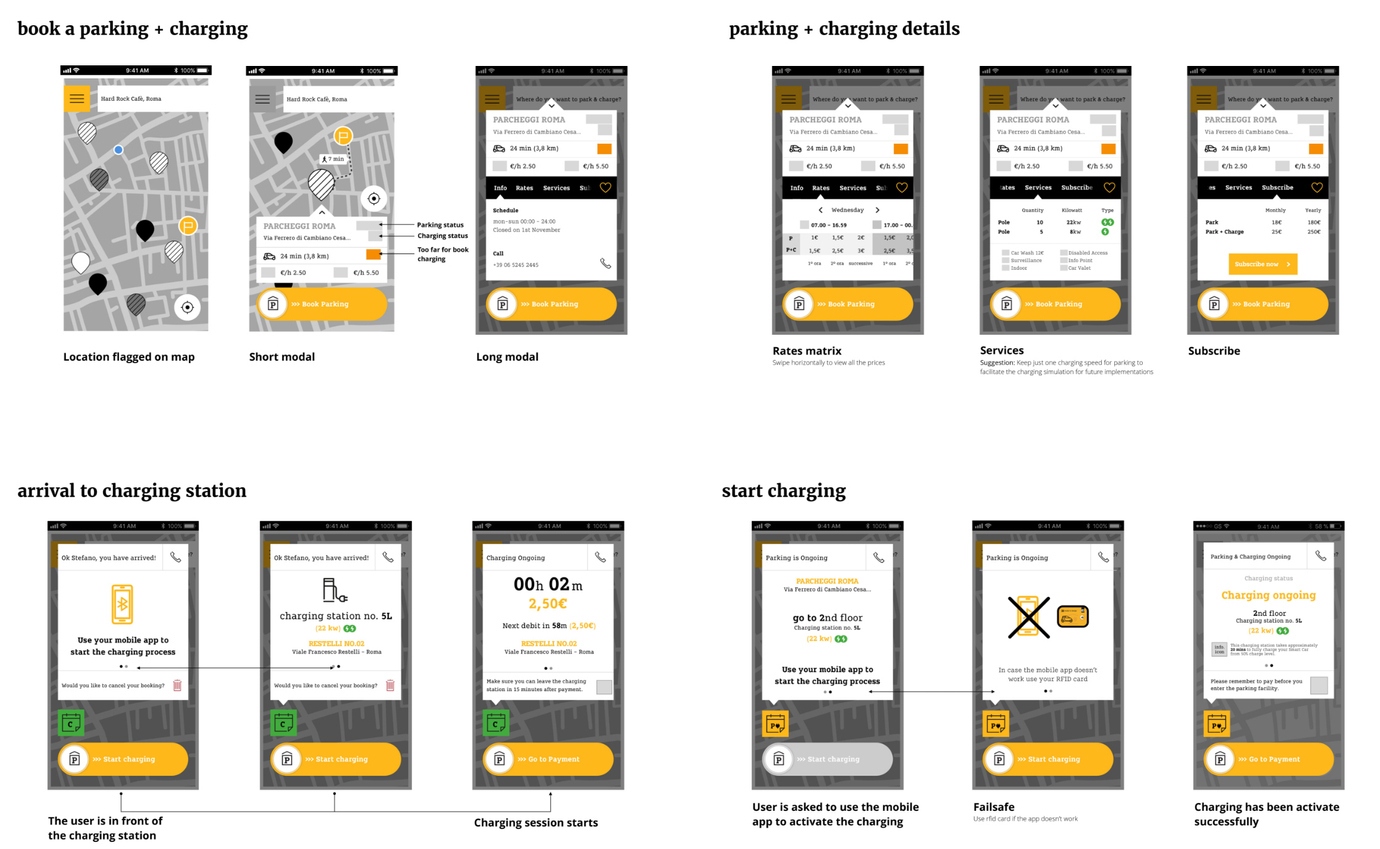 book a parking + charging
parking + charging details
9:41 AM
100%
Hard Rock Cafè, Roma
Location flagged on map
9:41 AM
100%
Hard Rock Cafè, Roma
7 min
PARCHEGGI ROMA
Via Ferrero di Cambiano Cesa...
24 min (3,8 km)
€/h 2.50
€/h 5.50
>>> Book Parking
Parking status
Charging status
Too far for book
charging
Short modal
9:41 AM
100%
Where do you want to park & charge?
PARCHEGGI ROMA
Via Ferrero di Cambiano Cesa...
24 min (3,8 km)
€/h 2.50
€/h 5.50
Info Rates Services Su
Schedule
mon-sun 00:00 – 24:00
Closed on 1st November
Call
+39 06 5245 2445
>>> Book Parking
Long modal
9:41 AM
100%
Where do you want to park & charge?
PARCHEGGI ROMA
Via Ferrero di Cambiano Cesa...
24 min (3,8 km)
€/h 2.50
€/h 5.50
Info Rates Services Su
Wednesday
07.00 – 16.59
17.00 – 00.
P 1€ 1,5€ 2€ 1,5€ 2,0
P+C 1,5€ 2,5€ 3€ 2,5€ 3,
1ª ora 2ª ora successive 1ª ora 2ª o
>>> Book Parking
Rates matrix
Swipe horizontally to view all the prices
9:41 AM
100%
Where do you want to park & charge?
PARCHEGGI ROMA
Via Ferrero di Cambiano Cesa...
24 min (3,8 km)
€/h 2.50
€/h 5.50
ates Services Subscribe
Quantity Kilowatt Type
Pole 10 22kw
Pole 5 8kw
Car Wash 12€
Disabled Access
Surveillance
Info Point
Indoor
Car Valet
>>> Book Parking
Services
Suggestion: Keep just one charging speed for parking to
facilitate the charging simulation for future implementations
9:41 AM
100%
Where do you want to park & charge?
PARCHEGGI ROMA
Via Ferrero di Cambiano Cesa...
24 min (3,8 km)
€/h 2.50
€/h 5.50
es Services Subscribe
Monthly Yearly
Park 18€ 180€
Park + Charge 25€ 250€
Subscribe now
>>> Book Parking
Subscribe
arrival to charging station
start charging
9:41 AM
100%
Ok Stefano, you have arrived!
Use your mobile app to
start the charging process
Would you like to cancel your booking?
C
>>> Start charging
The user is in front of
the charging station
9:41 AM
100%
Ok Stefano, you have arrived!
charging station no. 5L
(22 kw)
RESTELLI NO.02
Viale Francesco Restelli – Roma
Would you like to cancel your booking?
C
>>> Start charging
9:41 AM
100%
Charging Ongoing
00h 02m
2,50€
Next debit in 58m (2,50€)
RESTELLI NO.02
Viale Francesco Restelli – Roma
Make sure you can leave the charging
station in 15 minutes after payment.
C
>>> Go to Payment
Charging session starts
9:41 AM
100%
Parking is Ongoing
PARCHEGGI ROMA
Via Ferrero di Cambiano Cesa...
go to 2nd floor
Charging station no. 5L
(22 kw)
Use your mobile app to
start the charging process
>>> Start charging
User is asked to use the mobile
app to activate the charging
9:41 AM
100%
Parking is Ongoing
In case the mobile app doesn't
work use your RFID card
>>> Start charging
Failsafe
Use rfid card if the app doesn't work
GS
9:41 AM
58 %
Parking & Charging Ongoing
Charging status
Charging ongoing
2nd floor
Charging station no. 5L
(22 kw)
info
icon
This charging station takes approximately
20 mins to fully charge your Smart Car
from 50% charge level.
Please remember to pay before you
enter the parking facility.
>>> Go to Payment
Charging has been activate
successfully